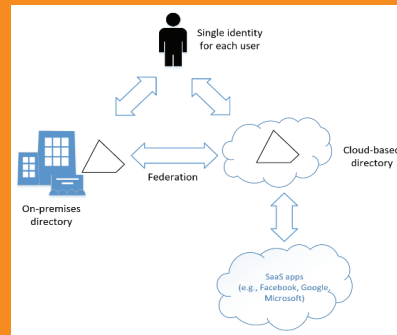 Single identity
for each user
Cloud-based
directory
Federation
On-premises
directory
SaaS apps
(e.g., Facebook, Google,
Microsoft)